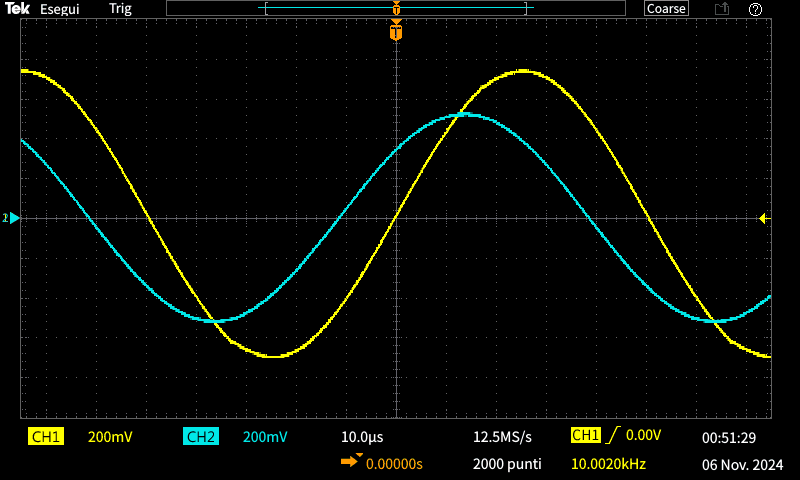 Tek Esegui Trig T Coarse ?
T
2
CH1 200mV CH2 200mV 10.0µs 12.5MS/s CH1 0.00V 00:51:29
0.00000s 2000 punti 10.0020kHz 06 Nov. 2024